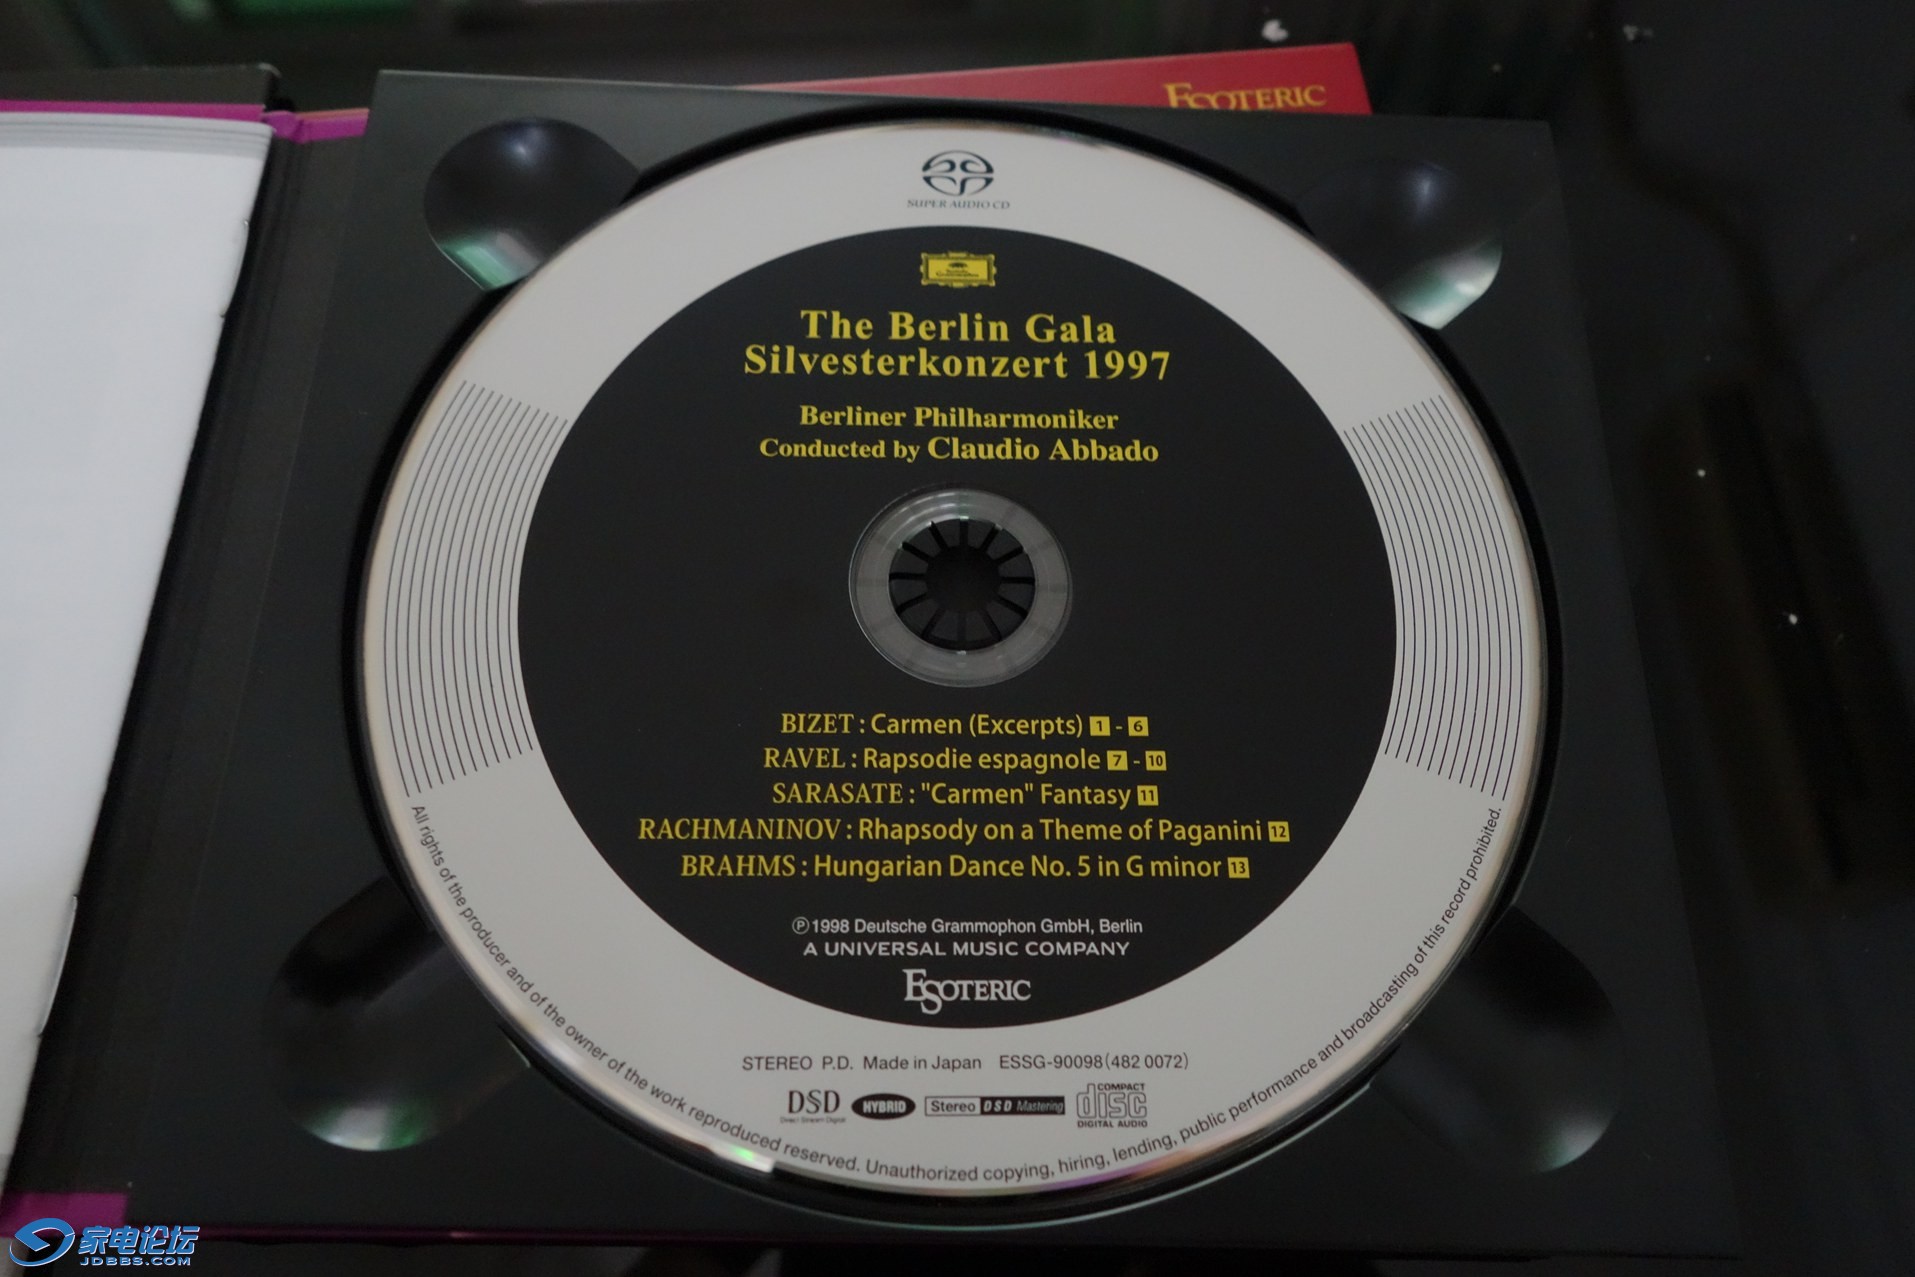 ESOTERIC
SUPER AUDIO CD
Deutsche
Grammophon
The Berlin Gala
Silvesterkonzert 1997
Berliner Philharmoniker
Conducted by Claudio Abbado
BIZET : Carmen (Excerpts) 1 - 6
RAVEL : Rapsodie espagnole 7 - 10
SARASATE : "Carmen" Fantasy 11
RACHMANINOV : Rhapsody on a Theme of Paganini 12
BRAHMS : Hungarian Dance No. 5 in G minor 13
℗1998 Deutsche Grammophon GmbH, Berlin
A UNIVERSAL MUSIC COMPANY
ESOTERIC
STEREO P.D. Made in Japan ESSG-90098(482 0072)
DSD HYBRID Stereo DSD Mastering COMPACT disc DIGITAL AUDIO
Direct Stream Digital
All rights of the producer and of the owner of the work reproduced reserved. Unauthorized copying, hiring, lending, public performance and broadcasting of this record prohibited.
家电论坛
JDBBS.COM